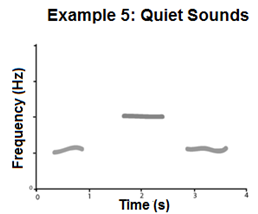 Example 5: Quiet Sounds
Frequency (Hz)
0 1 2 3 4
Time (s)